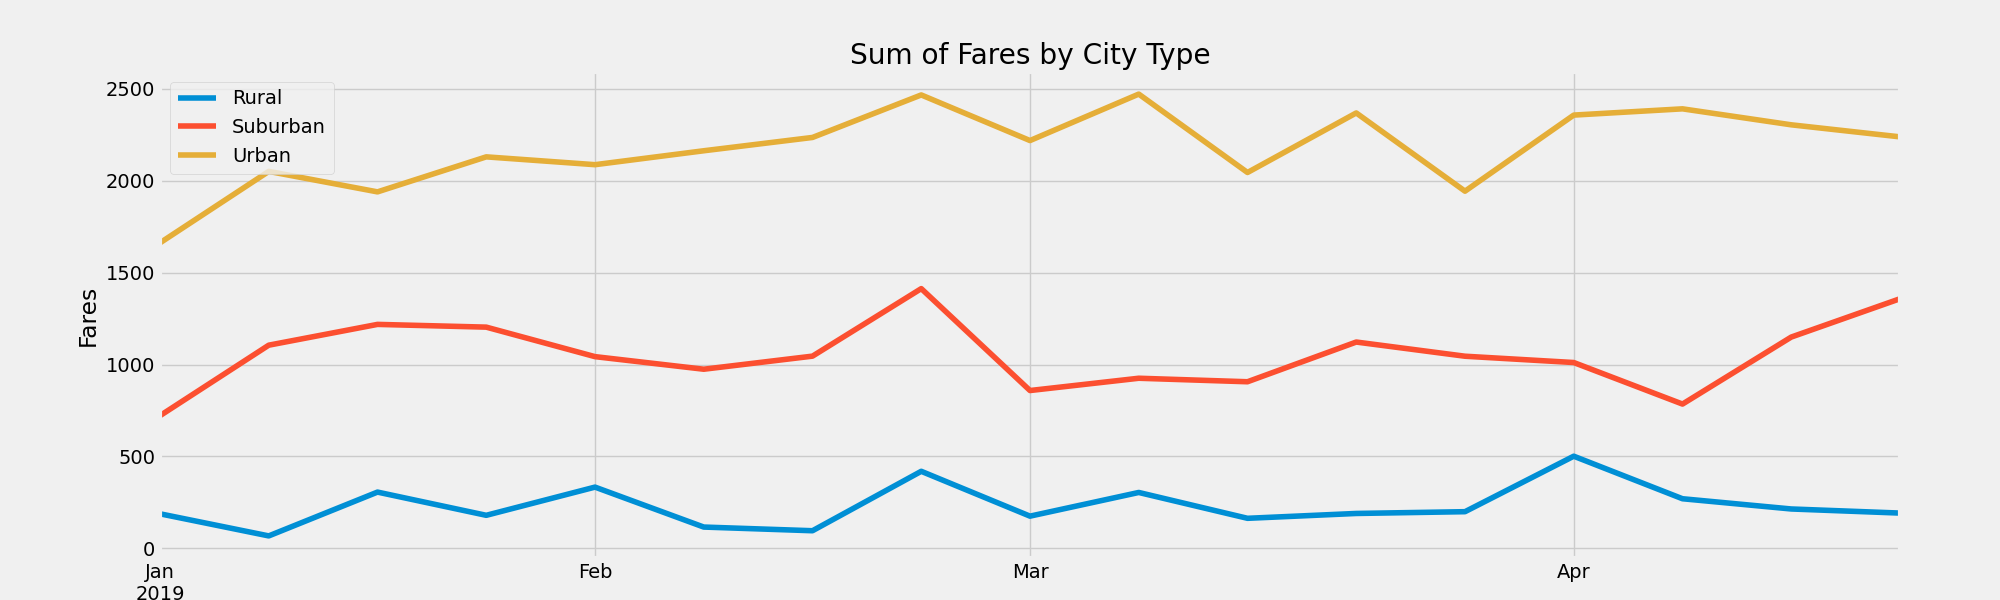 Sum of Fares by City Type
Rural
Suburban
Urban
Fares
2500
2000
1500
1000
500
0
Jan
2019
Feb
Mar
Apr